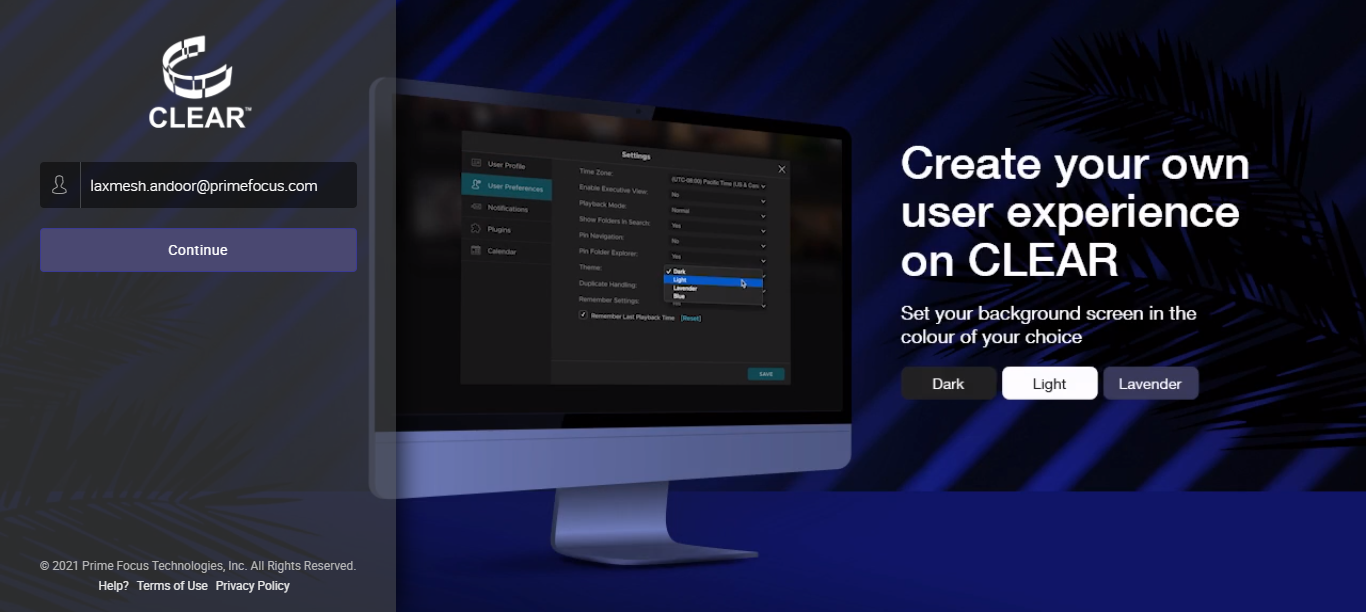 CLEAR™
laxmesh.andoor@primefocus.com
Continue
© 2021 Prime Focus Technologies, Inc. All Rights Reserved.
Help? Terms of Use Privacy Policy
Settings
User Profile
User Preferences
Notifications
Plugins
Calendar
Time Zone: (UTC-08:00) Pacific Time (US & Can
Enable Executive View: No
Playback Mode: Normal
Show Folders in Search: Yes
Pin Navigation: No
Pin Folder Explorer: Yes
Theme: Dark
Light
Duplicate Handling: Lavender
Blue
Remember Settings:
Remember Last Playback Time [Reset]
SAVE
Create your own
user experience
on CLEAR
Set your background screen in the
colour of your choice
Dark Light Lavender